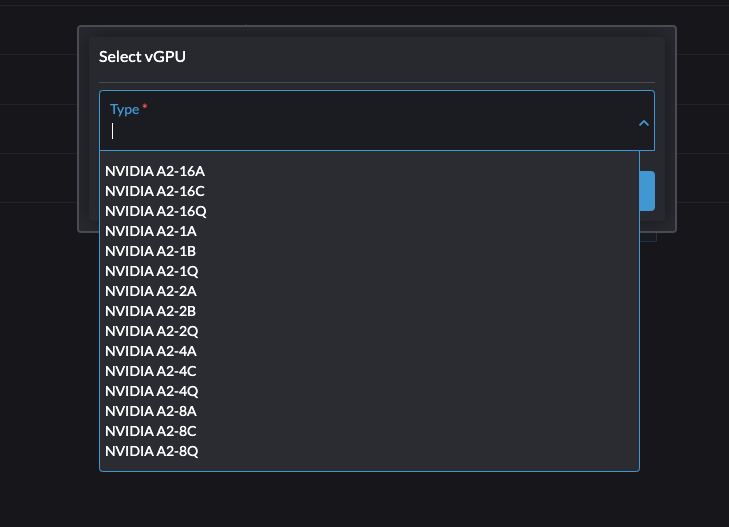 Select vGPU
Type *
NVIDIA A2-16A
NVIDIA A2-16C
NVIDIA A2-16Q
NVIDIA A2-1A
NVIDIA A2-1B
NVIDIA A2-1Q
NVIDIA A2-2A
NVIDIA A2-2B
NVIDIA A2-2Q
NVIDIA A2-4A
NVIDIA A2-4C
NVIDIA A2-4Q
NVIDIA A2-8A
NVIDIA A2-8C
NVIDIA A2-8Q